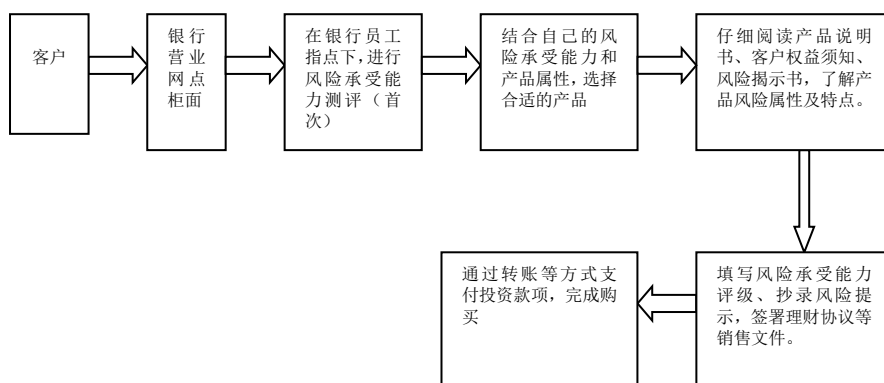 客户
银行
营业
网点
柜面
在银行员工
指点下，进行
风险承受能
力测评（首
次）
结合自己的风
险承受能力和
产品属性，选择
合适的产品
仔细阅读产品说明
书、客户权益须知、
风险揭示书，了解产
品风险属性及特点。
填写风险承受能力
评级、抄录风险提
示，签署理财协议等
销售文件。
通过转账等方式支
付投资款项，完成购
买